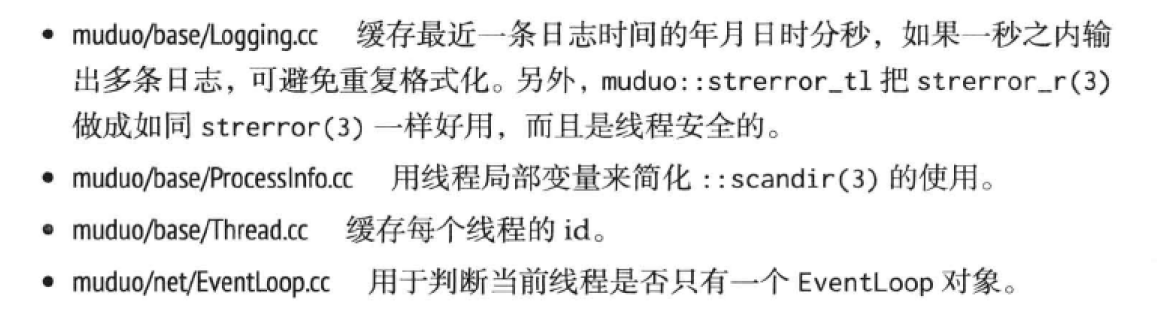 • muduo/base/Logging.cc 缓存最近一条日志时间的年月日时分秒，如果一秒之内输
出多条日志，可避免重复格式化。另外，muduo::strerror_tl 把 strerror_r(3)
做成如同 strerror(3) 一样好用，而且是线程安全的。
• muduo/base/ProcessInfo.cc 用线程局部变量来简化 ::scandir(3) 的使用。
• muduo/base/Thread.cc 缓存每个线程的 id。
• muduo/net/EventLoop.cc 用于判断当前线程是否只有一个 EventLoop 对象。